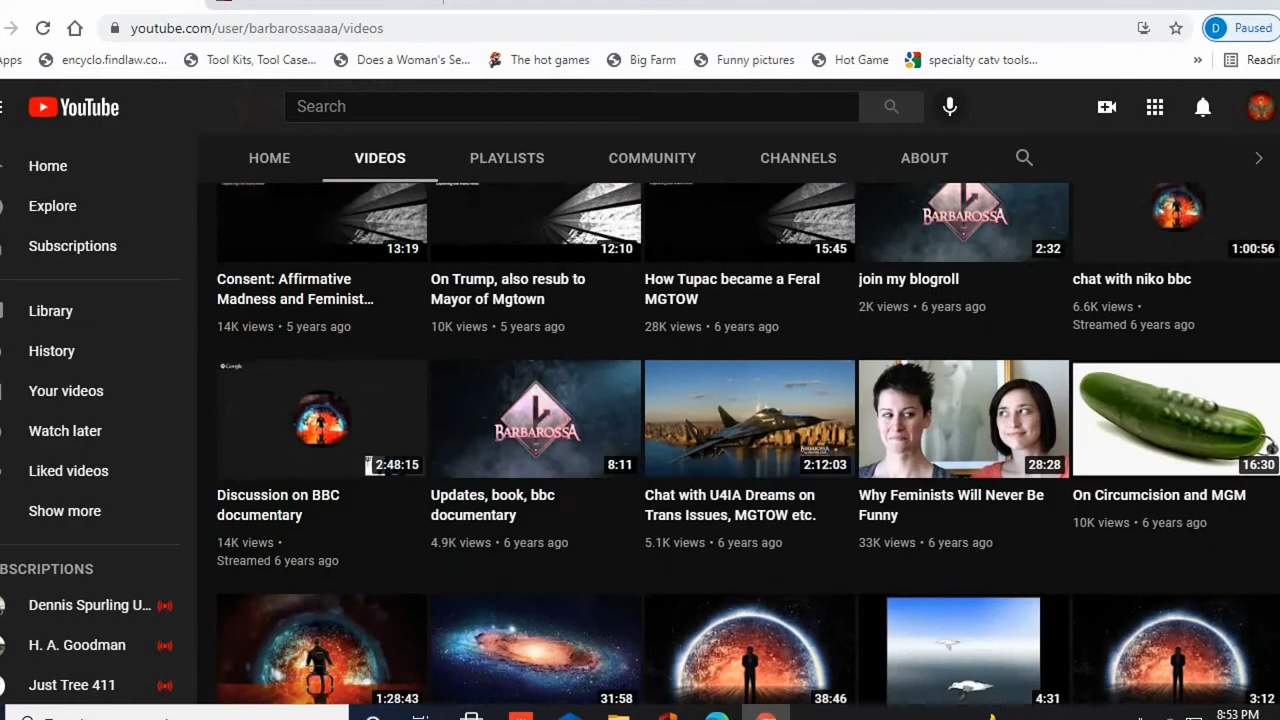 youtube.com/user/barbarossaaaa/videos
Paused
Apps
encyclo.findlaw.co...
Tool Kits, Tool Case...
Does a Woman's Se...
The hot games
Big Farm
Funny pictures
Hot Game
specialty catv tools...
»
Readin
YouTube
Search
HOME
VIDEOS
PLAYLISTS
COMMUNITY
CHANNELS
ABOUT
Home
Explore
Subscriptions
Library
History
Your videos
Watch later
Liked videos
Show more
BSCRIPTIONS
Dennis Spurling U...
H. A. Goodman
Just Tree 411
13:19
12:10
15:45
BARBAROSSA
2:32
1:00:56
Consent: Affirmative
Madness and Feminist...
14K views • 5 years ago
On Trump, also resub to
Mayor of Mgtown
10K views • 5 years ago
How Tupac became a Feral
MGTOW
28K views • 6 years ago
join my blogroll
2K views • 6 years ago
chat with niko bbc
6.6K views •
Streamed 6 years ago
Google
2:48:15
BARBAROSSA
8:11
2:12:03
28:28
16:30
Discussion on BBC
documentary
14K views •
Streamed 6 years ago
Updates, book, bbc
documentary
4.9K views • 6 years ago
Chat with U4IA Dreams on
Trans Issues, MGTOW etc.
5.1K views • 6 years ago
Why Feminists Will Never Be
Funny
33K views • 6 years ago
On Circumcision and MGM
10K views • 6 years ago
1:28:43
31:58
38:46
4:31
3:12
8:53 PM